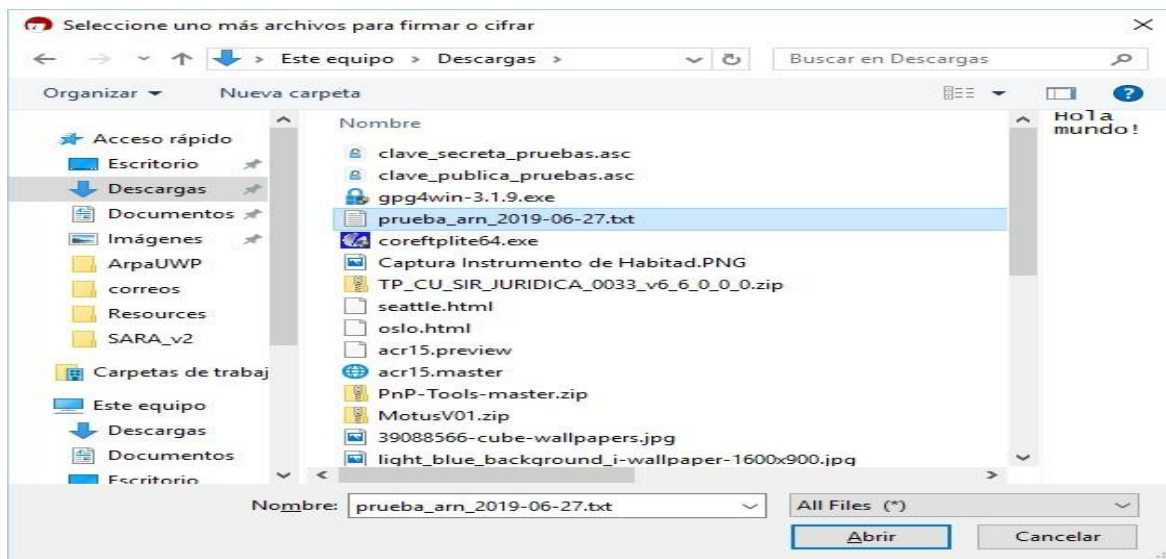 Seleccione uno más archivos para firmar o cifrar
Este equipo > Descargas >
Buscar en Descargas
Organizar
Nueva carpeta
Acceso rápido
Escritorio
Descargas
Documentos
Imágenes
ArpaUWP
correos
Resources
SARA_v2
Carpetas de trabaj
Este equipo
Descargas
Documentos
Escritorio
Nombre
clave_secreta_pruebas.asc
clave_publica_pruebas.asc
gpg4win-3.1.9.exe
prueba_arn_2019-06-27.txt
coreftplite64.exe
Captura Instrumento de Habitad.PNG
TP_CU_SIR_JURIDICA_0033_v6_6_0_0_0.zip
seattle.html
oslo.html
acr15.preview
acr15.master
PnP-Tools-master.zip
MotusV01.zip
39088566-cube-wallpapers.jpg
light_blue_background_i-wallpaper-1600x900.jpg
Hola
mundo!
Nombre: prueba_arn_2019-06-27.txt
All Files (*)
Abrir
Cancelar